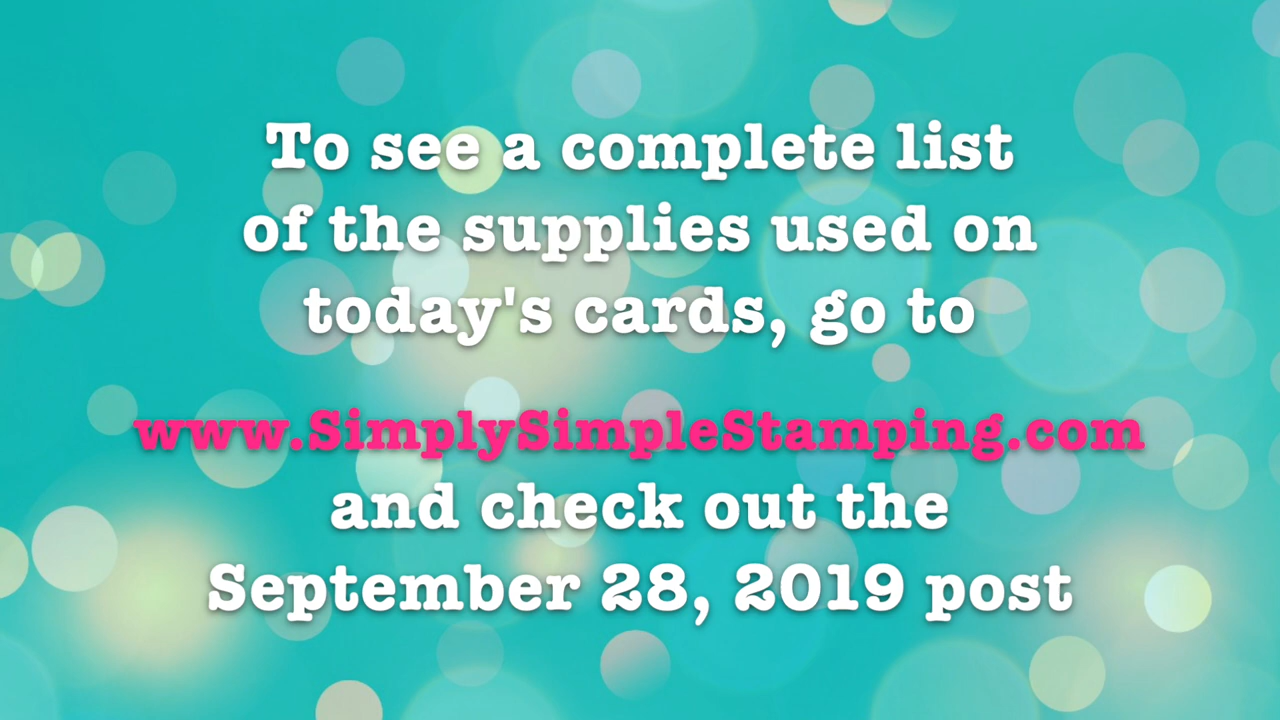 To see a complete list
of the supplies used on
today's cards, go to
www.SimplySimpleStamping.com
and check out the
September 28, 2019 post